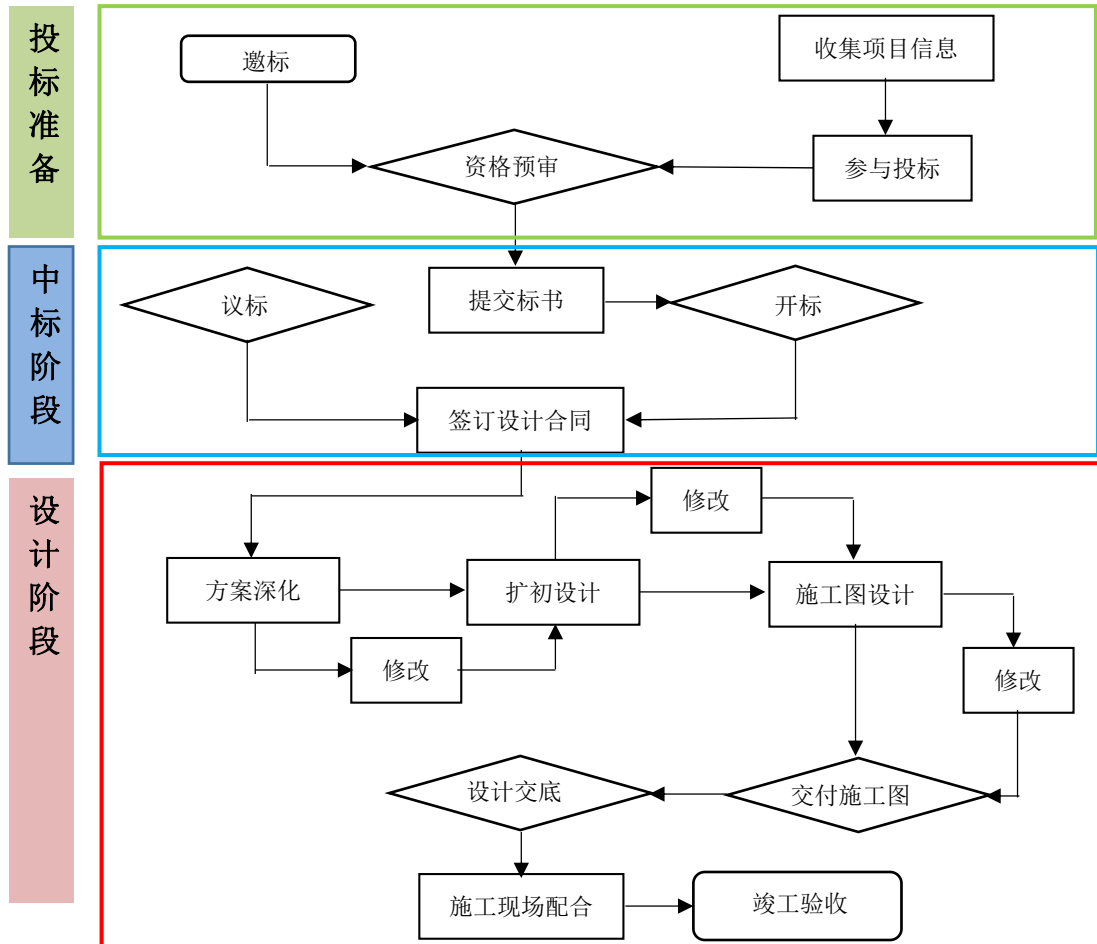 投标准备
邀标
收集项目信息
资格预审
参与投标
中标阶段
议标
提交标书
开标
签订设计合同
设计阶段
修改
方案深化
扩初设计
施工图设计
修改
修改
设计交底
交付施工图
施工现场配合
竣工验收